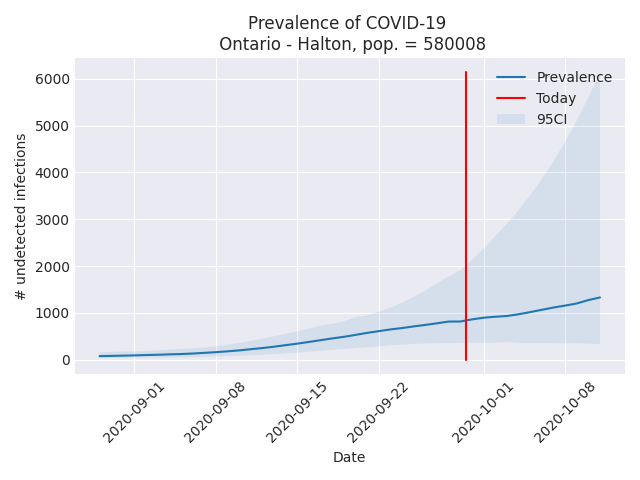 Prevalence of COVID-19
Ontario - Halton, pop. = 580008
Prevalence
Today
95CI
6000
5000
4000
3000
2000
1000
0
# undetected infections
2020-09-01
2020-09-08
2020-09-15
2020-09-22
2020-10-01
2020-10-08
Date